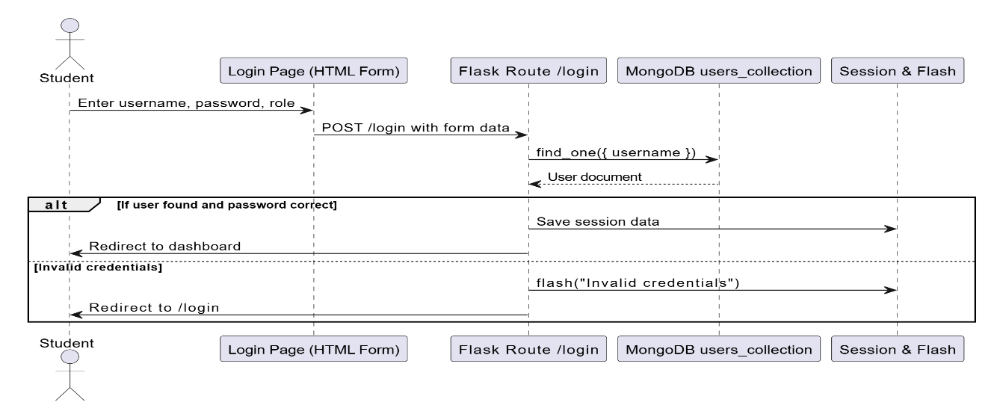 Student
Login Page (HTML Form)
Flask Route /login
MongoDB users_collection
Session & Flash
Enter username, password, role
POST /login with form data
find_one({ username })
User document
alt
[If user found and password correct]
Save session data
Redirect to dashboard
[Invalid credentials]
flash("Invalid credentials")
Redirect to /login
Student
Login Page (HTML Form)
Flask Route /login
MongoDB users_collection
Session & Flash